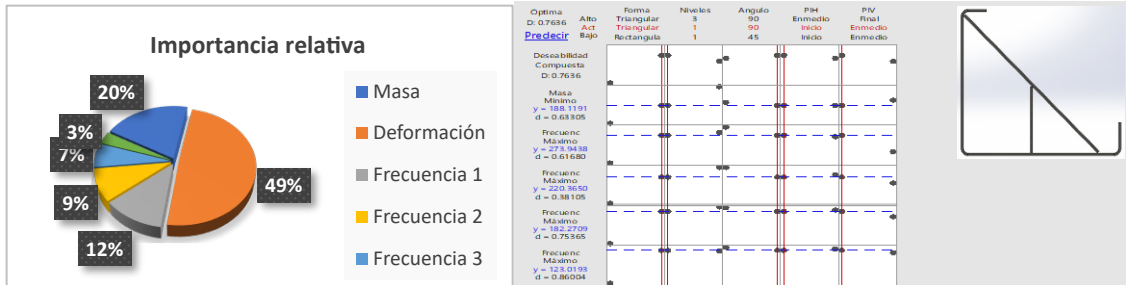 Importancia relativa
20%
3%
7%
9%
12%
49%
Masa
Deformación
Frecuencia 1
Frecuencia 2
Frecuencia 3
Óptima
D: 0.7636
Predecir
Alto
Act
Bajo
Forma Niveles Angulo PIH PIV
Triangular 3 90 Enmedio Final
Triangular 1 90 Inicio Enmedio
Rectangula 1 45 Inicio Enmedio
Deseabilidad
Compuesta
D: 0.7636
Masa
Mínimo
y = 188.1191
d = 0.63305
Frecuenc
Máximo
y = 273.9438
d = 0.61680
Frecuenc
Máximo
y = 220.3650
d = 0.38105
Frecuenc
Máximo
y = 182.2709
d = 0.75365
Frecuenc
Máximo
y = 123.0193
d = 0.86004